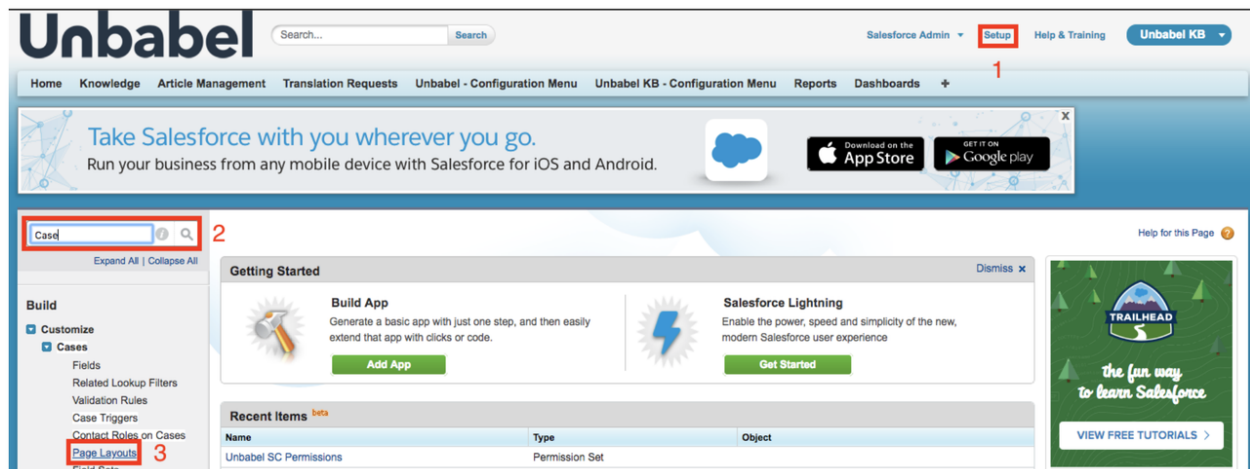 Unbabel
Search...
Search
Salesforce Admin
Setup
Help & Training
Unbabel KB
1
Home
Knowledge
Article Management
Translation Requests
Unbabel - Configuration Menu
Unbabel KB - Configuration Menu
Reports
Dashboards
+
Take Salesforce with you wherever you go.
Run your business from any mobile device with Salesforce for iOS and Android.
Download on the
App Store
GET IT ON
Google play
X
Case
2
Expand All | Collapse All
Build
Customize
Cases
Fields
Related Lookup Filters
Validation Rules
Case Triggers
Contact Roles on Cases
Page Layouts
3
Field Sets
Help for this Page
Getting Started
Dismiss x
Build App
Generate a basic app with just one step, and then easily
extend that app with clicks or code.
Add App
Salesforce Lightning
Enable the power, speed and simplicity of the new,
modern Salesforce user experience
Get Started
Recent Items beta
Name
Type
Object
Unbabel SC Permissions
Permission Set
TRAILHEAD
the fun way
to learn Salesforce
VIEW FREE TUTORIALS >